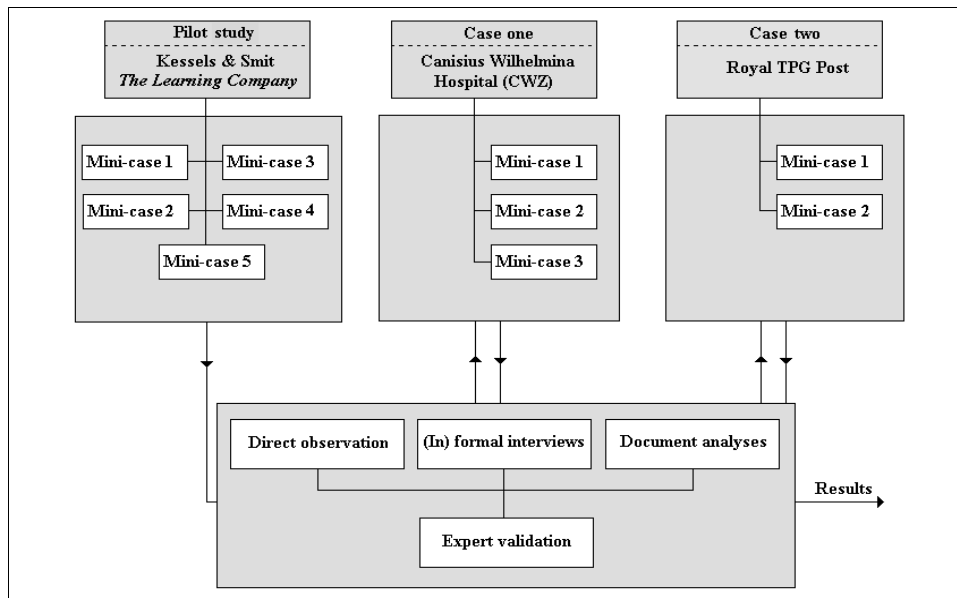 Pilot study
Kessels & Smit
The Learning Company
Case one
Canisius Wilhelmina
Hospital (CWZ)
Case two
Royal TPG Post
Mini-case 1
Mini-case 3
Mini-case 2
Mini-case 4
Mini-case 5
Mini-case 1
Mini-case 2
Mini-case 3
Mini-case 1
Mini-case 2
Direct observation
(In) formal interviews
Document analyses
Expert validation
Results